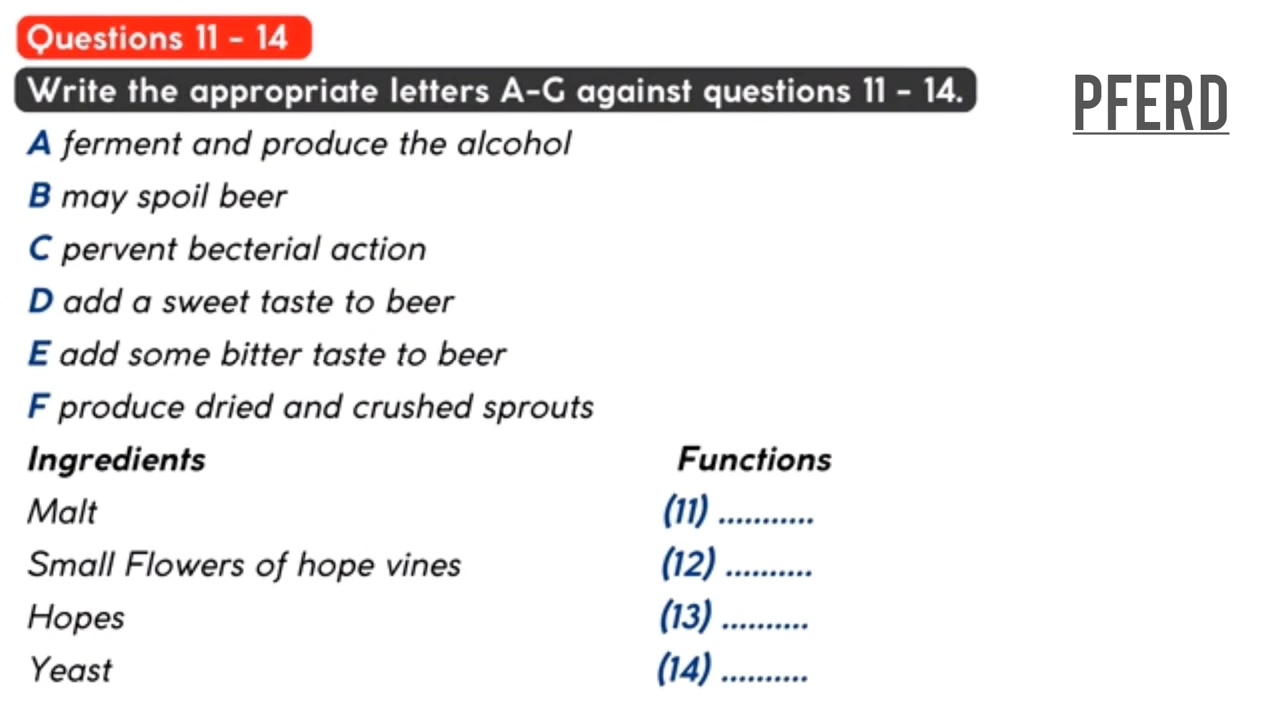 Questions 11 - 14
Write the appropriate letters A-G against questions 11 - 14.
PFERD
A ferment and produce the alcohol
B may spoil beer
C pervent becterial action
D add a sweet taste to beer
E add some bitter taste to beer
F produce dried and crushed sprouts
Ingredients Functions
Malt (11) ...........
Small Flowers of hope vines (12) ..........
Hopes (13) ..........
Yeast (14) ..........